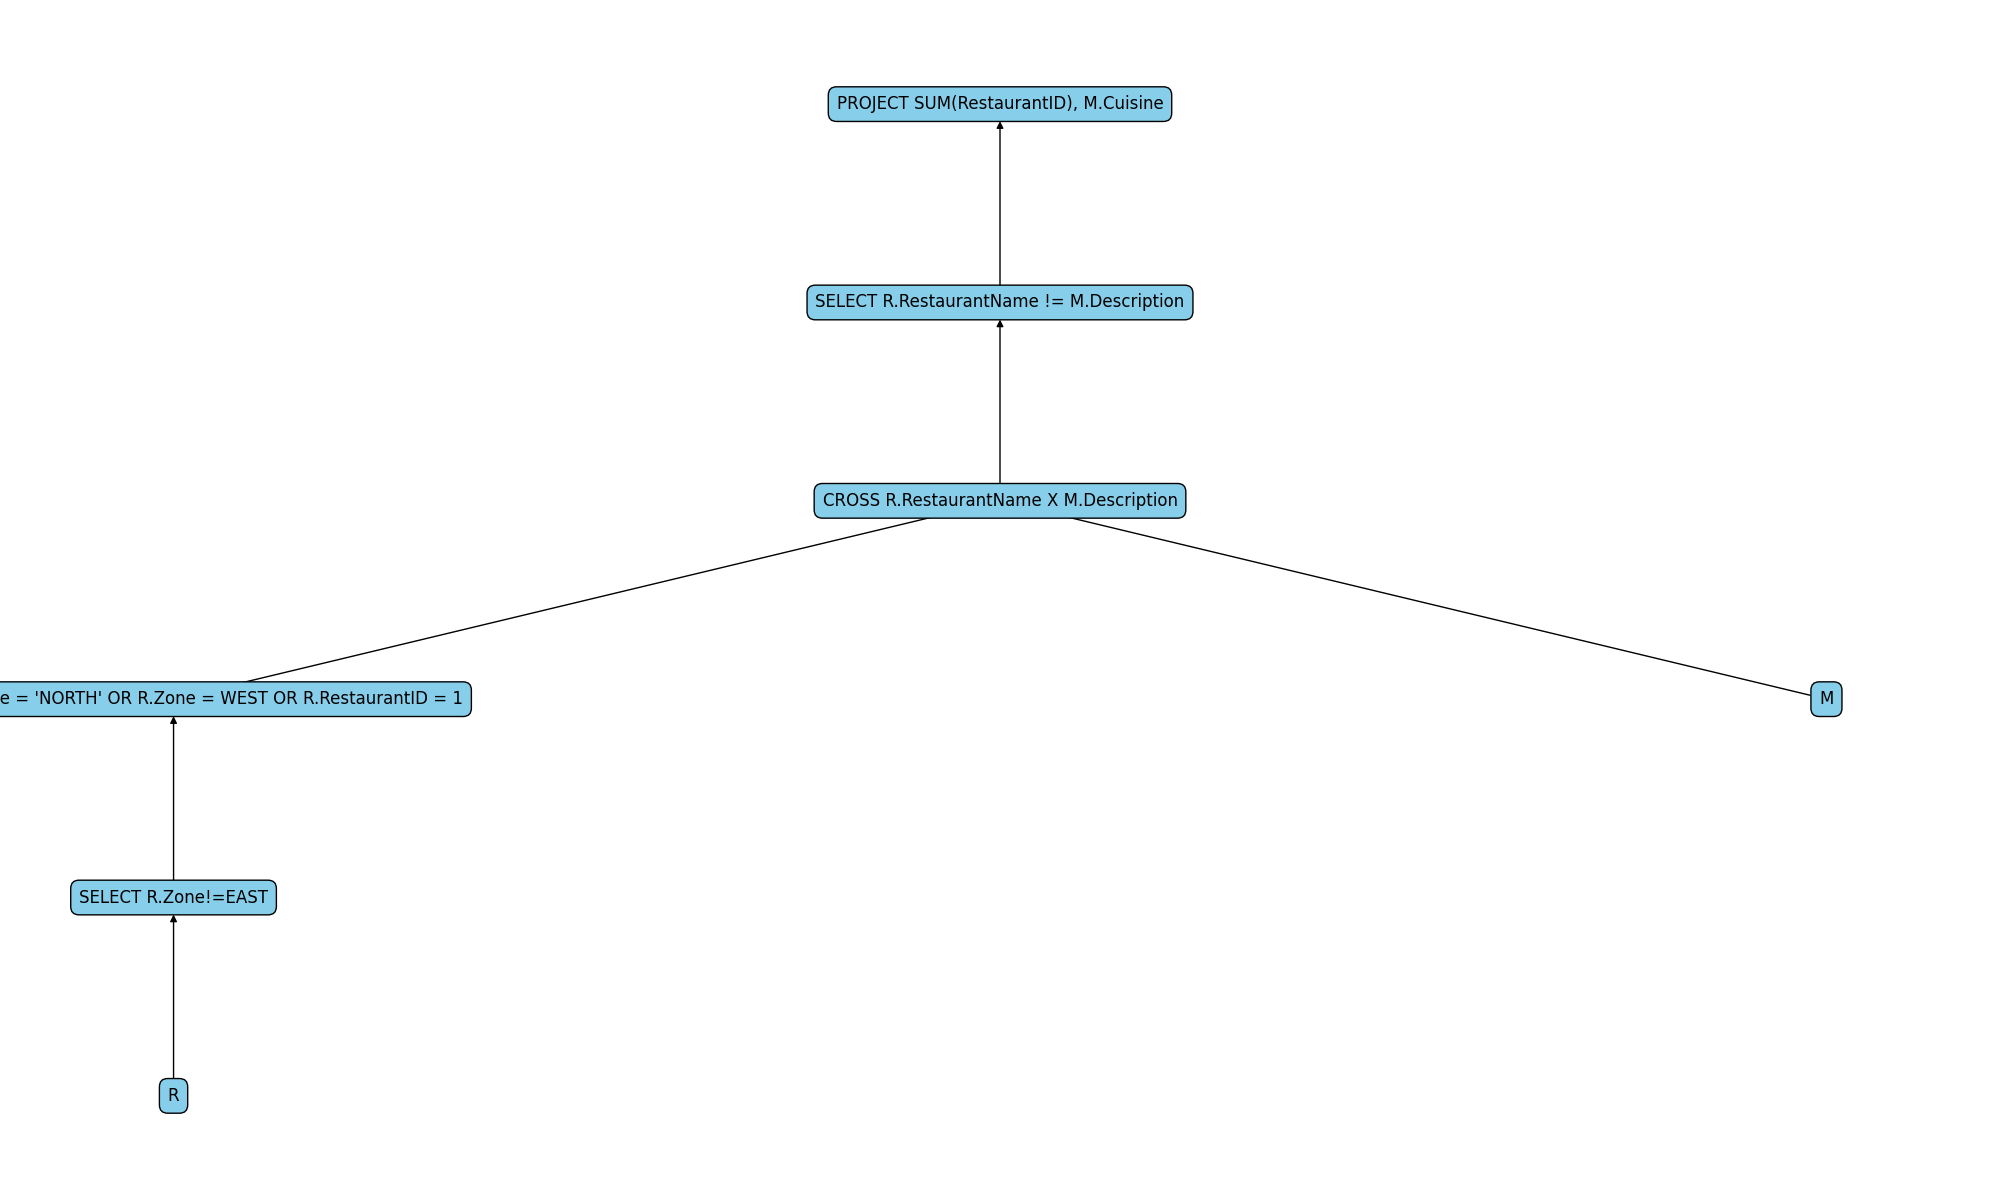 PROJECT SUM(RestaurantID), M.Cuisine
SELECT R.RestaurantName != M.Description
CROSS R.RestaurantName X M.Description
e = 'NORTH' OR R.Zone = WEST OR R.RestaurantID = 1
M
SELECT R.Zone!=EAST
R